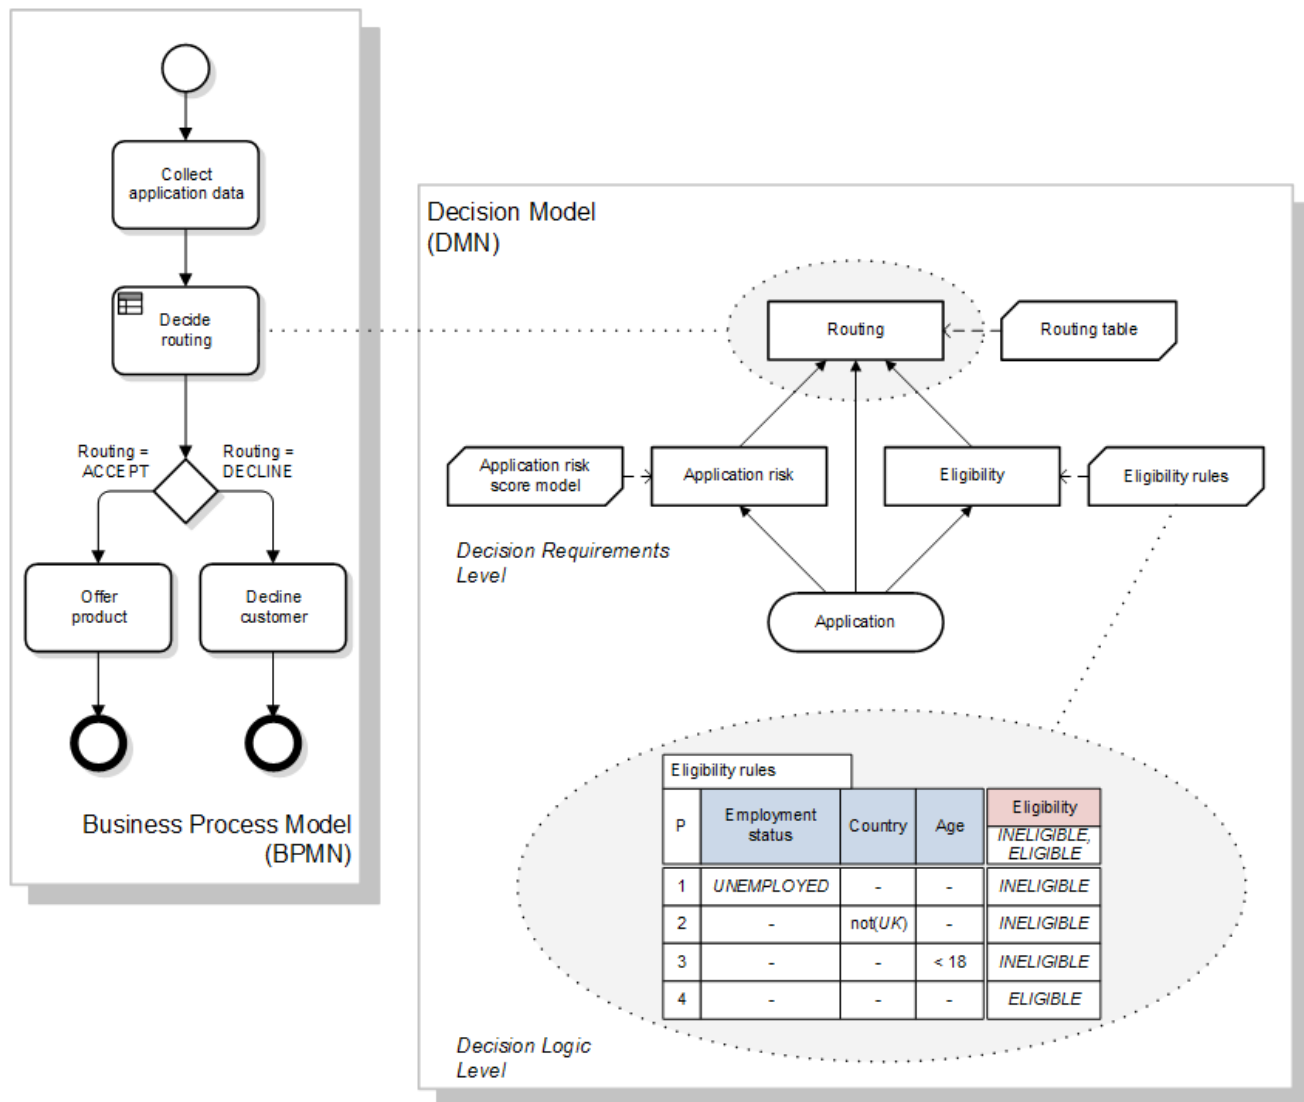 Collect
application data
Decide
routing
Routing =
ACCEPT
Routing =
DECLINE
Offer
product
Decline
customer
Business Process Model
(BPMN)
Decision Model
(DMN)
Routing
Routing table
Application risk
score model
Application risk
Eligibility
Eligibility rules
Decision Requirements
Level
Application
Eligibility rules
P
Employment
status
Country
Age
Eligibility
INELIGIBLE,
ELIGIBLE
1 UNEMPLOYED - - INELIGIBLE
2 - not(UK) - INELIGIBLE
3 - - < 18 INELIGIBLE
4 - - - ELIGIBLE
Decision Logic
Level